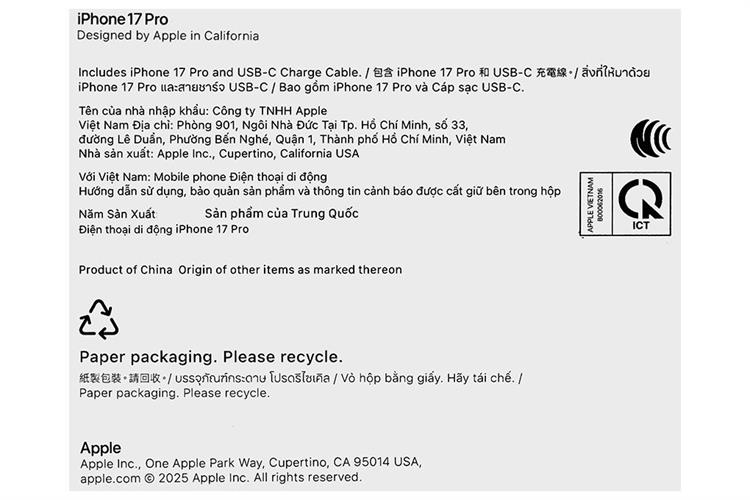 iPhone 17 Pro
Designed by Apple in California
Includes iPhone 17 Pro and USB-C Charge Cable. / 包含 iPhone 17 Pro 和 USB-C 充電線。/ สิ่งที่ให้มาด้วย
iPhone 17 Pro และสายชาร์จ USB-C / Bao gồm iPhone 17 Pro và Cáp sạc USB-C.
Tên của nhà nhập khẩu: Công ty TNHH Apple
Việt Nam Địa chỉ: Phòng 901, Ngôi Nhà Đức Tại Tp. Hồ Chí Minh, số 33,
đường Lê Duẩn, Phường Bến Nghé, Quận 1, Thành phố Hồ Chí Minh, Việt Nam
Nhà sản xuất: Apple Inc., Cupertino, California USA
Với Việt Nam: Mobile phone Điện thoại di động
Hướng dẫn sử dụng, bảo quản sản phẩm và thông tin cảnh báo được cất giữ bên trong hộp
APPLE VIETNAM
B00062016
ICT
Năm Sản Xuất: Sản phẩm của Trung Quốc
Điện thoại di động iPhone 17 Pro
Product of China Origin of other items as marked thereon
Paper packaging. Please recycle.
紙製包裝。請回收。/ บรรจุภัณฑ์กระดาษ โปรดรีไซเคิล / Vỏ hộp bằng giấy. Hãy tái chế. /
Paper packaging. Please recycle.
Apple
Apple Inc., One Apple Park Way, Cupertino, CA 95014 USA,
apple.com © 2025 Apple Inc. All rights reserved.